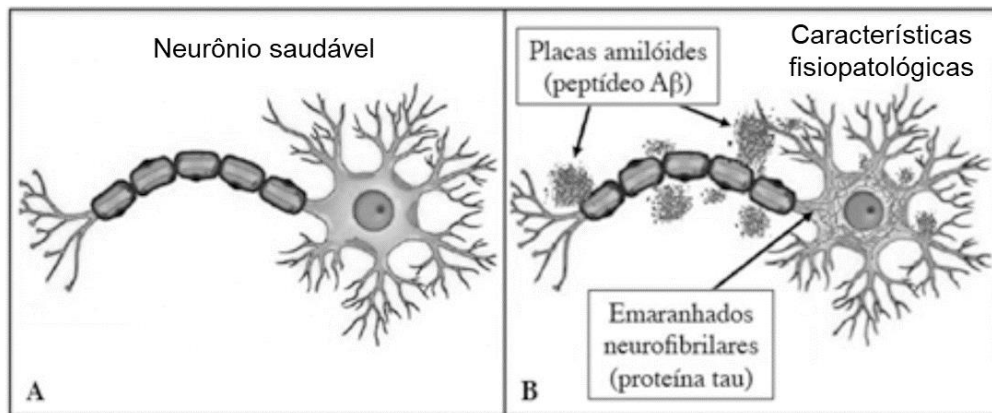 Neurônio saudável
A
Placas amilóides
(peptídeo Aβ)
Características
fisiopatológicas
Emaranhados
neurofibrilares
(proteína tau)
B